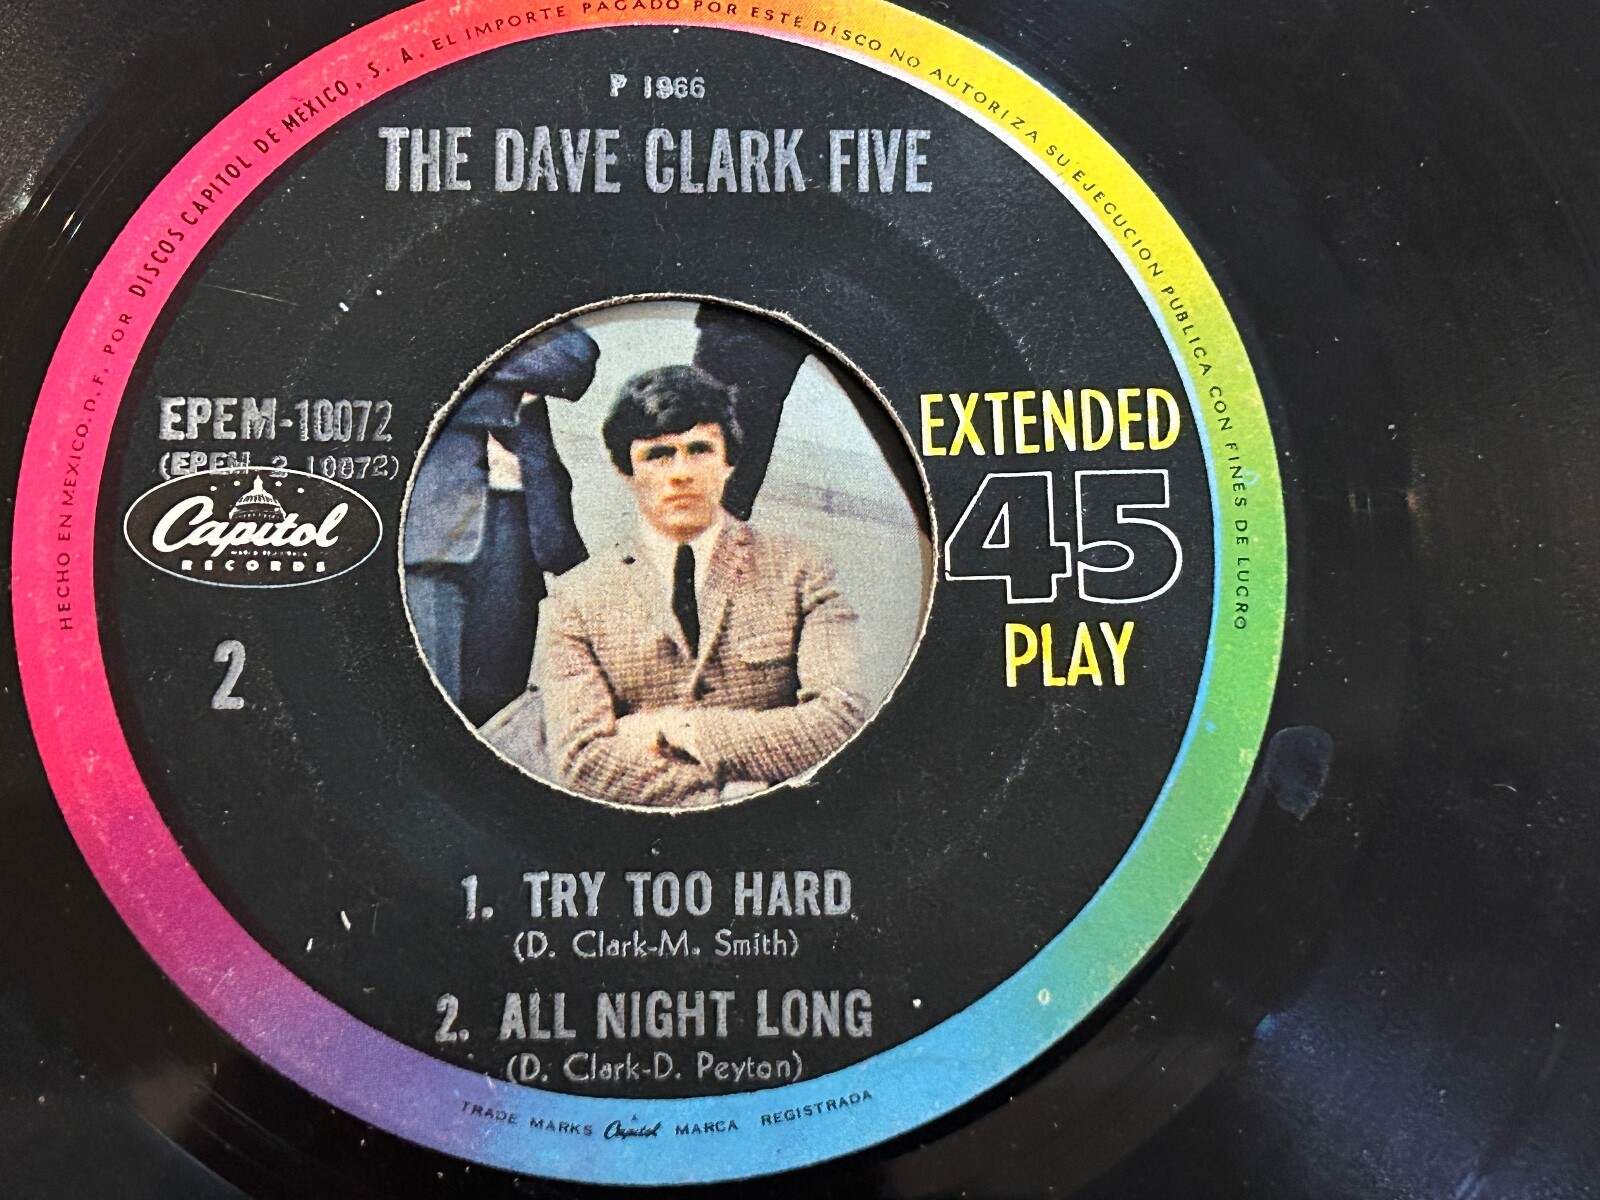 HECHO EN MEXICO, D. F. POR DISCOS CAPITOL DE MÉXICO, S. A. EL IMPORTE PAGADO POR ESTE DISCO NO AUTORIZA SU EJECUCION PUBLICA CON FINES DE LUCRO
P 1966
THE DAVE CLARK FIVE
EPEM-10072
(EPEM 2 10072)
Capitol
RECORDS
2
EXTENDED
45
PLAY
1. TRY TOO HARD
(D. Clark-M. Smith)
2. ALL NIGHT LONG
(D. Clark-D. Peyton)
TRADE MARKS Capitol MARCA REGISTRADA